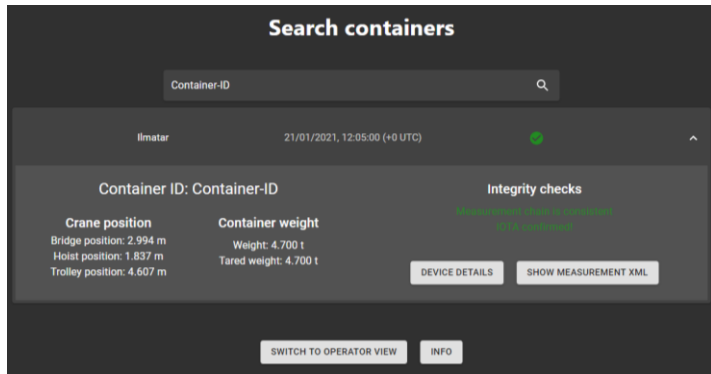 Search containers
Container-ID
Ilmatar 21/01/2021, 12:05:00 (+0 UTC)
Container ID: Container-ID
Crane position
Bridge position: 2.994 m
Hoist position: 1.837 m
Trolley position: 4.607 m
Container weight
Weight: 4.700 t
Tared weight: 4.700 t
Integrity checks
Measurement chain is consistent
IOTA confirmed!
DEVICE DETAILS
SHOW MEASUREMENT XML
SWITCH TO OPERATOR VIEW
INFO